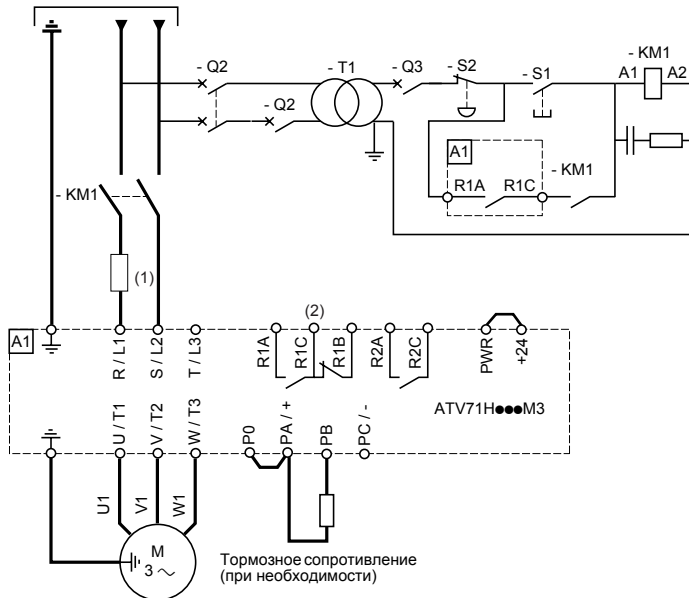 - Q2
- T1
- Q3
- S2
- S1
- KM1
A1
A2
- Q2
A1
- KM1
R1A
R1C
- KM1
(1)
(2)
A1
R / L1
S / L2
T / L3
R1A
R1C
R1B
R2A
R2C
PWR
+24
ATV71H●●●M3
U / T1
V / T2
W / T3
P0
PA / +
PB
PC / -
U1
V1
W1
M
3 ~
Тормозное сопротивление
(при необходимости)